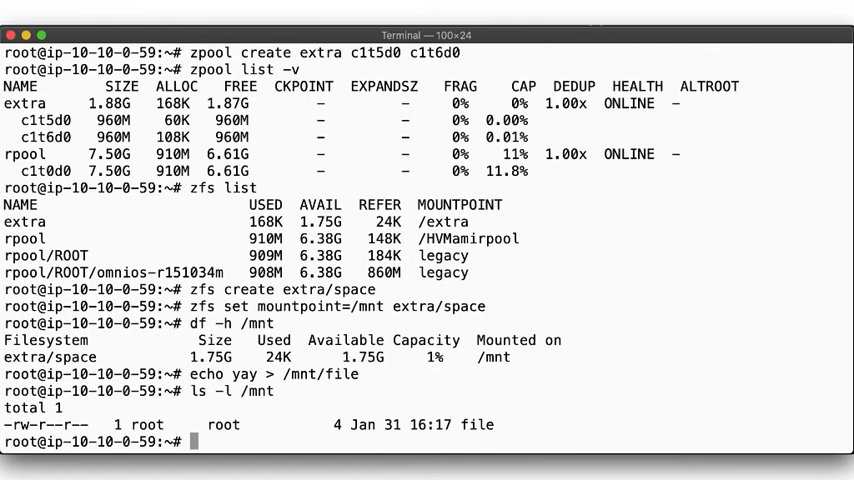 Terminal — 100×24
root@ip-10-10-0-59:~# zpool create extra c1t5d0 c1t6d0
root@ip-10-10-0-59:~# zpool list -v
NAME SIZE ALLOC FREE CKPOINT EXPANDSZ FRAG CAP DEDUP HEALTH ALTROOT
extra 1.88G 168K 1.87G - - 0% 0% 1.00x ONLINE -
c1t5d0 960M 60K 960M - - 0% 0.00%
c1t6d0 960M 108K 960M - - 0% 0.01%
rpool 7.50G 910M 6.61G - - 0% 11% 1.00x ONLINE -
c1t0d0 7.50G 910M 6.61G - - 0% 11.8%
root@ip-10-10-0-59:~# zfs list
NAME USED AVAIL REFER MOUNTPOINT
extra 168K 1.75G 24K /extra
rpool 910M 6.38G 148K /HVMamirpool
rpool/ROOT 909M 6.38G 184K legacy
rpool/ROOT/omnios-r151034m 908M 6.38G 860M legacy
root@ip-10-10-0-59:~# zfs create extra/space
root@ip-10-10-0-59:~# zfs set mountpoint=/mnt extra/space
root@ip-10-10-0-59:~# df -h /mnt
Filesystem Size Used Available Capacity Mounted on
extra/space 1.75G 24K 1.75G 1% /mnt
root@ip-10-10-0-59:~# echo yay > /mnt/file
root@ip-10-10-0-59:~# ls -l /mnt
total 1
-rw-r--r-- 1 root root 4 Jan 31 16:17 file
root@ip-10-10-0-59:~#